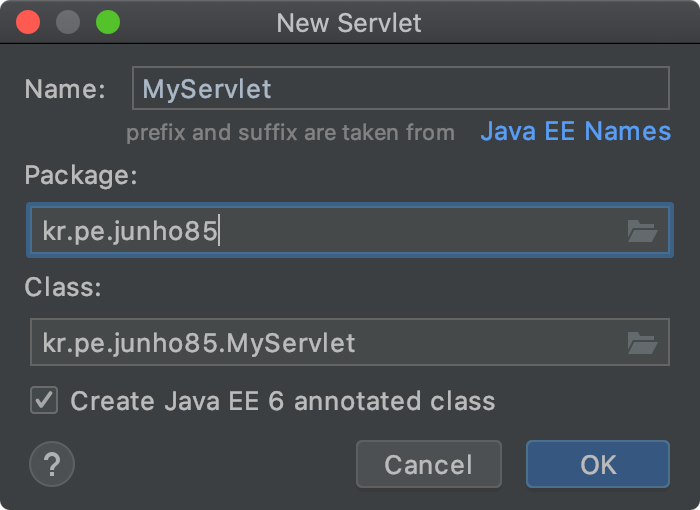 New Servlet
Name: MyServlet
prefix and suffix are taken from Java EE Names
Package:
kr.pe.junho85
Class:
kr.pe.junho85.MyServlet
Create Java EE 6 annotated class
? Cancel OK